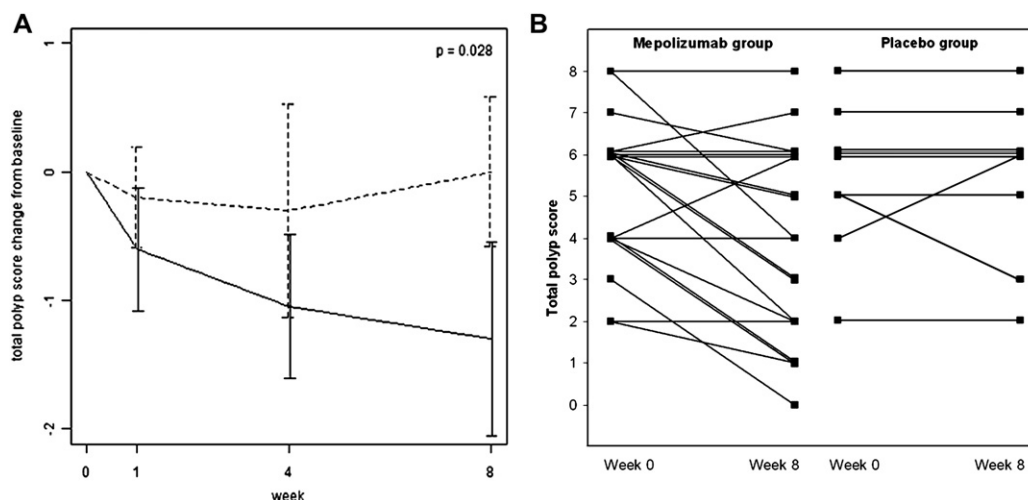 A
1
p = 0.028
0
-1
-2
total polyp score change from baseline
0 1 4 8
week
B
Mepolizumab group Placebo group
8
7
6
5
4
3
2
1
0
Total polyp score
Week 0 Week 8 Week 0 Week 8